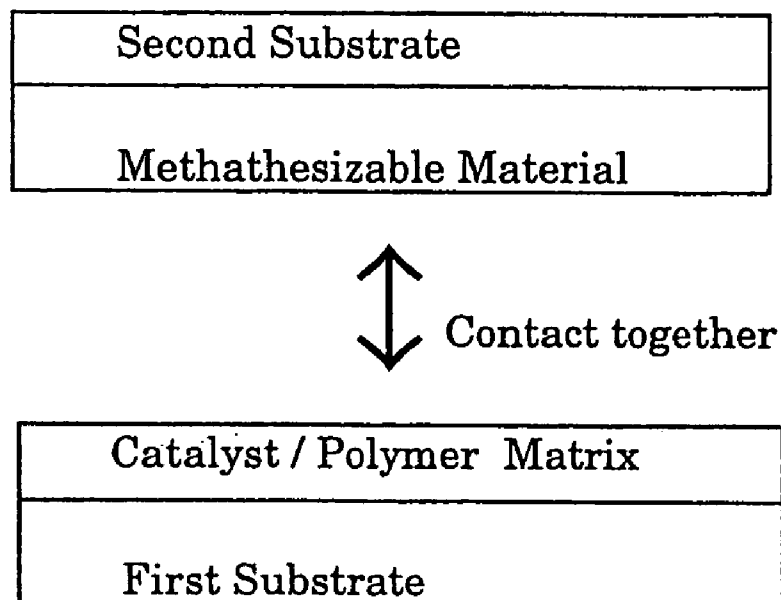 Second Substrate
Methathesizable Material
Contact together
Catalyst / Polymer Matrix
First Substrate